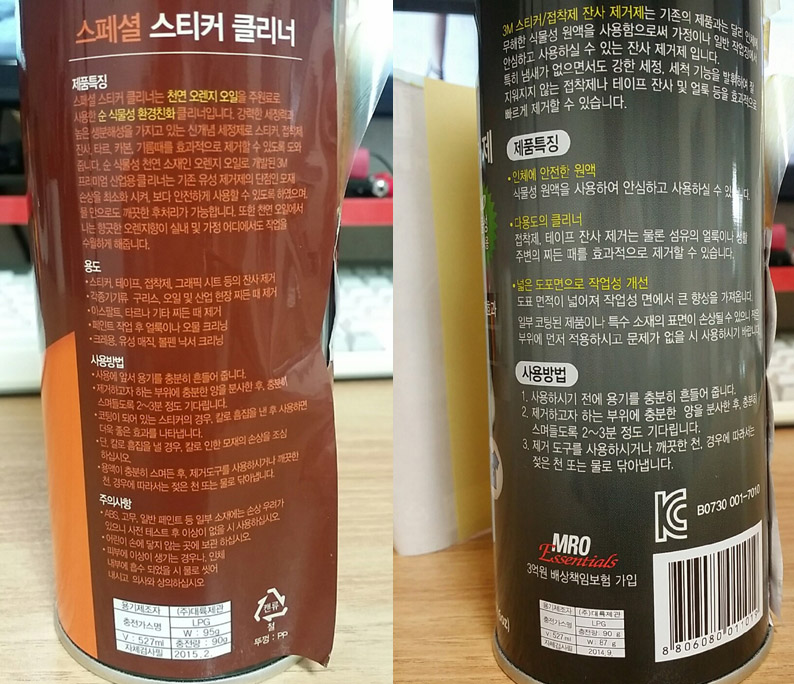 스페셜 스티커 클리너
제품특징
스페셜 스티커 클리너는 천연 오렌지 오일을 주원료로
사용한 순 식물성 환경친화 클리너입니다. 강력한 세정력과
높은 생분해성을 가지고 있는 신개념 세정제로 스티커, 접착제
잔사, 타르, 카본, 기름때를 효과적으로 제거할 수 있도록 도와
줍니다. 순 식물성 천연 소재인 오렌지 오일로 개발된 3M
프리미엄 산업용 클리너는 기존 유성 제거제의 단점인 모재
손상을 최소화 시켜, 보다 안전하게 사용할 수 있도록 하였으며
물 만으로도 깨끗한 후처리가 가능합니다. 또한 천연 오일에서
나는 향긋한 오렌지향이 실내 및 가정 어디에서도 작업을
수월하게 해줍니다.
용도
• 스티커, 테이프, 접착제, 그래픽 시트 등의 잔사 제거
• 각종기기류 구리스, 오일 및 산업 현장 찌든 때 제거
• 아스팔트, 타르나 기타 찌든 때 제거
• 페인트 작업 후 얼룩이나 오물 크리닝
• 크레용, 유성 매직, 볼펜 낙서 크리닝
사용방법
• 사용에 앞서 용기를 충분히 흔들어 줍니다.
• 제거하고자 하는 부위에 충분한 양을 분사한 후, 충분히
스며들도록 2~3분 정도 기다립니다.
• 코팅이 되어 있는 스티커의 경우, 칼로 흠집을 낸 후 사용하면
더욱 좋은 효과를 나타냅니다.
• 단, 칼로 흠집을 낼 경우, 칼로 인한 모재의 손상을 조심
하십시오.
• 용액이 충분히 스며든 후, 제거도구를 사용하시거나 깨끗한
천, 경우에 따라서는 젖은 천 또는 물로 닦아냅니다.
주의사항
• ABS, 고무, 일반 페인트 등 일부 소재에는 손상 우려가
있으니 사전 테스트 후 이상이 없을 시 사용하십시오
• 어린이 손에 닿지 않는 곳에 보관 하십시오
• 피부에 이상이 생기는 경우나, 인체
내부에 흡수 되었을 시 물로 씻어
내시고 의사와 상의하십시오
용기제조자 (주)대륙제관
충전가스명 LPG
W : 95g
V : 527ml 충전량 : 90g
자체검사필 2015. 2.
캔류
철
뚜껑 : PP
3M 스티커/접착제 잔사 제거제는 기존의 제품과는 달리 인체에
무해한 식물성 원액을 사용함으로써 가정이나 일반 작업장에서
안심하고 사용하실 수 있는 잔사 제거제 입니다.
특히 냄새가 없으면서도 강한 세정, 세척 기능을 발휘하여 잘
지워지지 않는 접착제나 테이프 잔사 및 얼룩 등을 효과적으로
빠르게 제거할 수 있습니다.
제품특징
• 인체에 안전한 원액
식물성 원액을 사용하여 안심하고 사용하실 수 있습니다.
• 다용도의 클리너
접착제, 테이프 잔사 제거는 물론 섬유의 얼룩이나 생활
주변의 찌든 때를 효과적으로 제거할 수 있습니다.
• 넓은 도포면으로 작업성 개선
도포 면적이 넓어져 작업성 면에서 큰 향상을 가져옵니다.
일부 코팅된 제품이나 특수 소재의 표면이 손상될 수 있으니 작은
부위에 먼저 적용하시고 문제가 없을 시 사용하시기 바랍니다.
사용방법
1. 사용하시기 전에 용기를 충분히 흔들어 줍니다.
2. 제거하고자 하는 부위에 충분한 양을 분사한 후, 충분히
스며들도록 2~3분 정도 기다립니다.
3. 제거 도구를 사용하시거나 깨끗한 천, 경우에 따라서는
젖은 천 또는 물로 닦아냅니다.
B0730 001-7010
MRO
Essentials
3억원 배상책임보험 가입
용기제조자 (주)대륙제관
충전가스명 LPG
충전량 : 90 g
V : 527ml W : 87 g
자체검사필 2014.9.
8 806080 011019